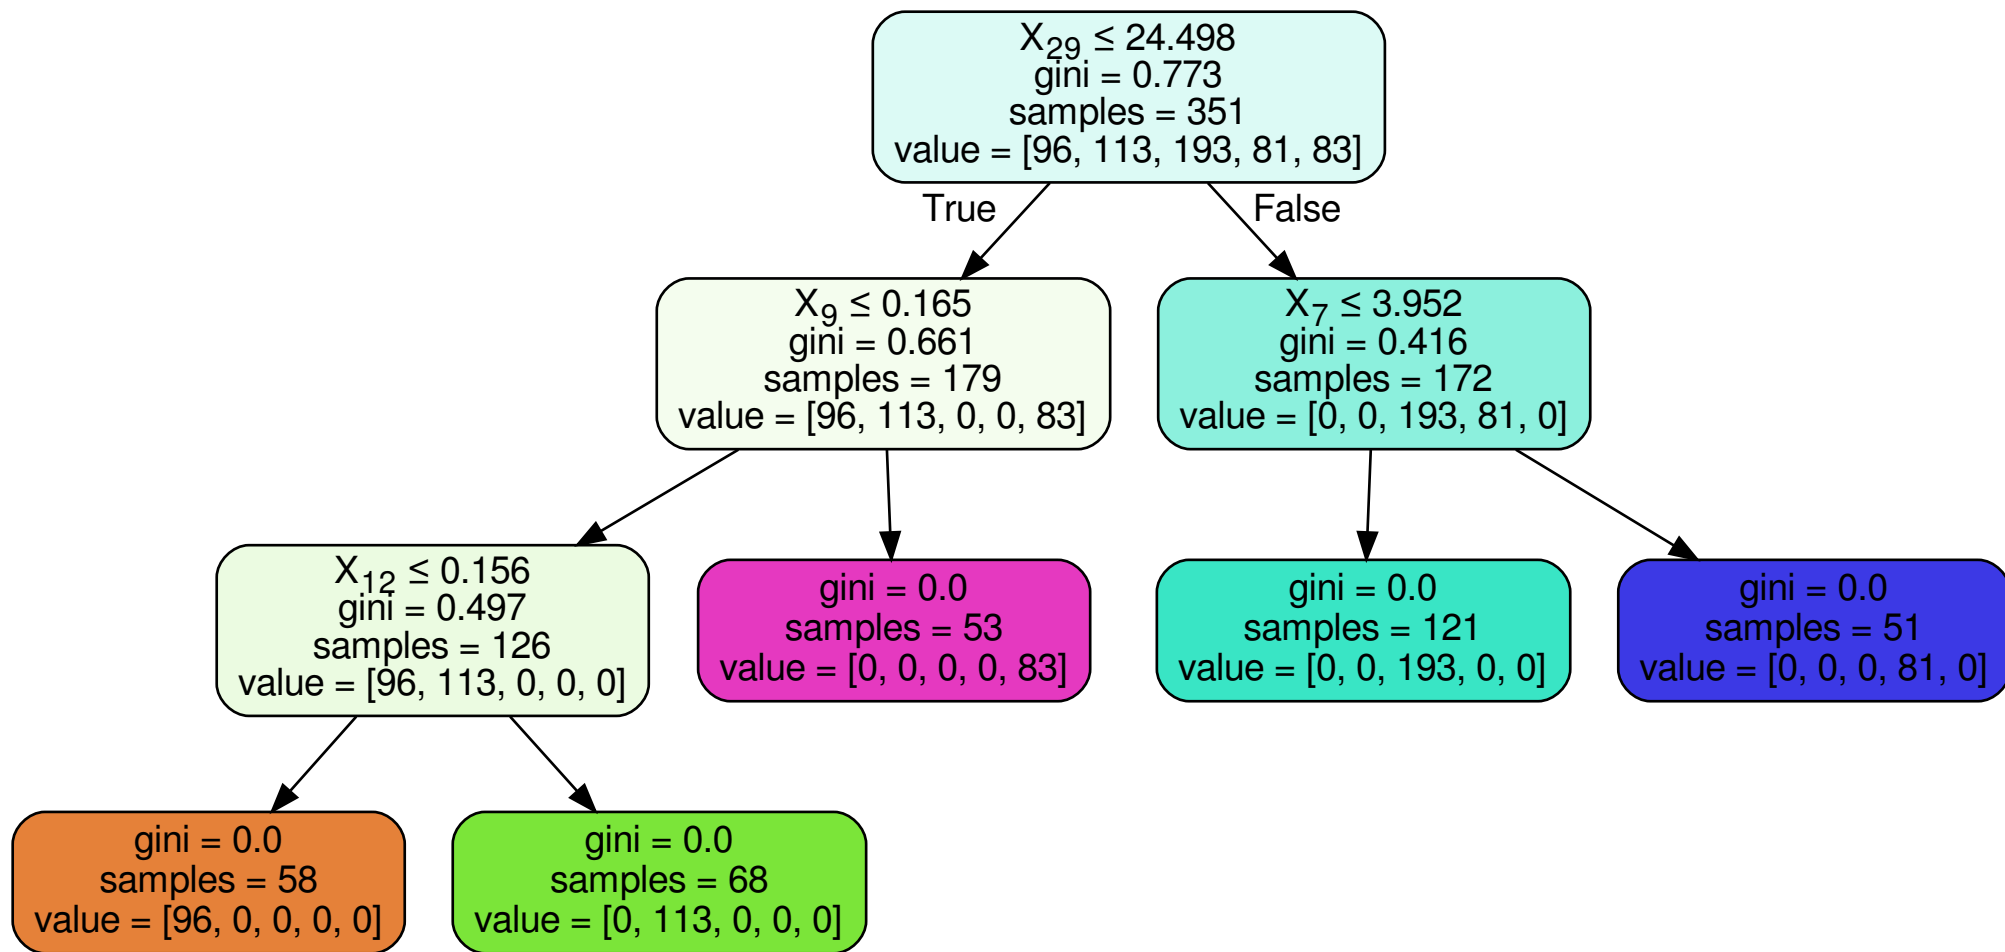 X₂₉ ≤ 24.498
gini = 0.773
samples = 351
value = [96, 113, 193, 81, 83]
True
False
X₉ ≤ 0.165
gini = 0.661
samples = 179
value = [96, 113, 0, 0, 83]
X₇ ≤ 3.952
gini = 0.416
samples = 172
value = [0, 0, 193, 81, 0]
X₁₂ ≤ 0.156
gini = 0.497
samples = 126
value = [96, 113, 0, 0, 0]
gini = 0.0
samples = 53
value = [0, 0, 0, 0, 83]
gini = 0.0
samples = 121
value = [0, 0, 193, 0, 0]
gini = 0.0
samples = 51
value = [0, 0, 0, 81, 0]
gini = 0.0
samples = 58
value = [96, 0, 0, 0, 0]
gini = 0.0
samples = 68
value = [0, 113, 0, 0, 0]